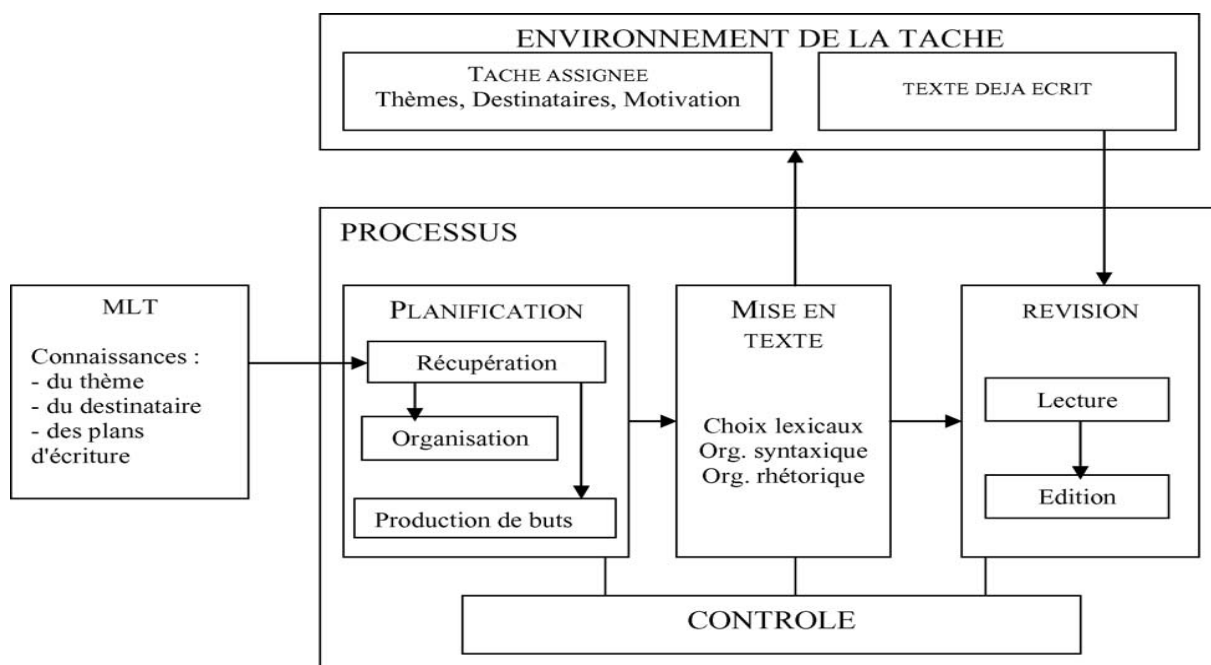 ENVIRONNEMENT DE LA TACHE
TACHE ASSIGNEE
Thèmes, Destinataires, Motivation
TEXTE DEJA ECRIT
PROCESSUS
MLT
Connaissances :
- du thème
- du destinataire
- des plans
d'écriture
PLANIFICATION
Récupération
Organisation
Production de buts
MISE EN
TEXTE
Choix lexicaux
Org. syntaxique
Org. rhétorique
REVISION
Lecture
Edition
CONTROLE